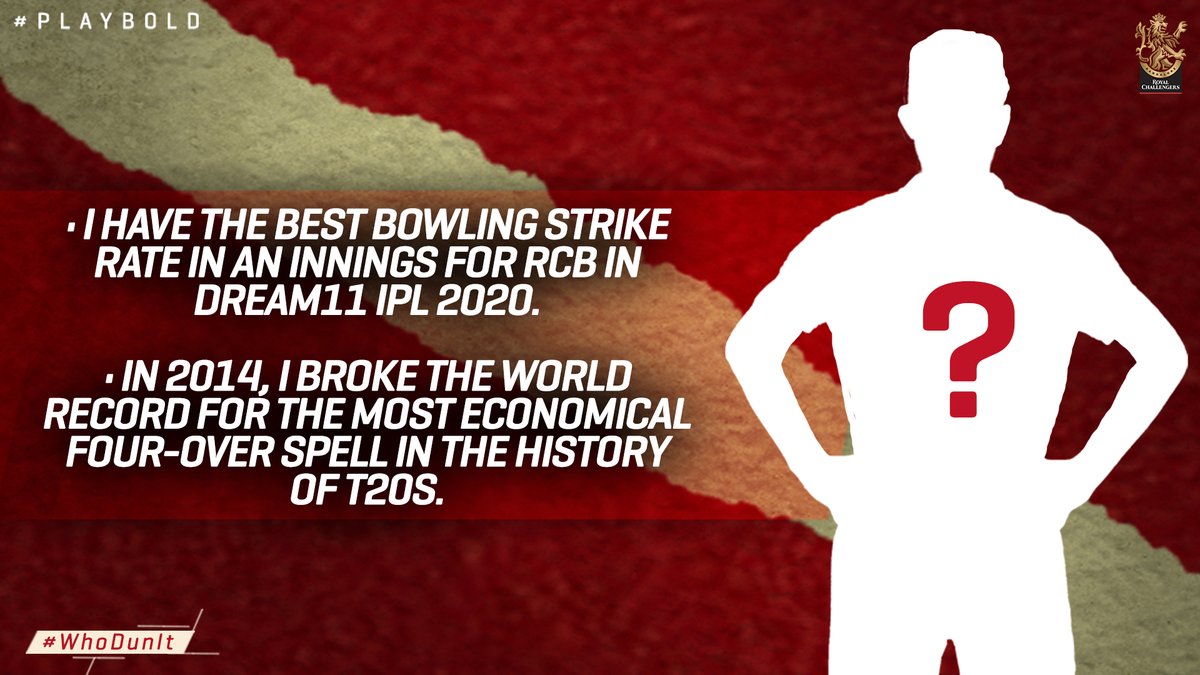 #PLAYBOLD
ROYAL
CHALLENGERS
· I HAVE THE BEST BOWLING STRIKE
RATE IN AN INNINGS FOR RCB IN
DREAM11 IPL 2020.
· IN 2014, I BROKE THE WORLD
RECORD FOR THE MOST ECONOMICAL
FOUR-OVER SPELL IN THE HISTORY
OF T20S.
?
#WhoDunIt